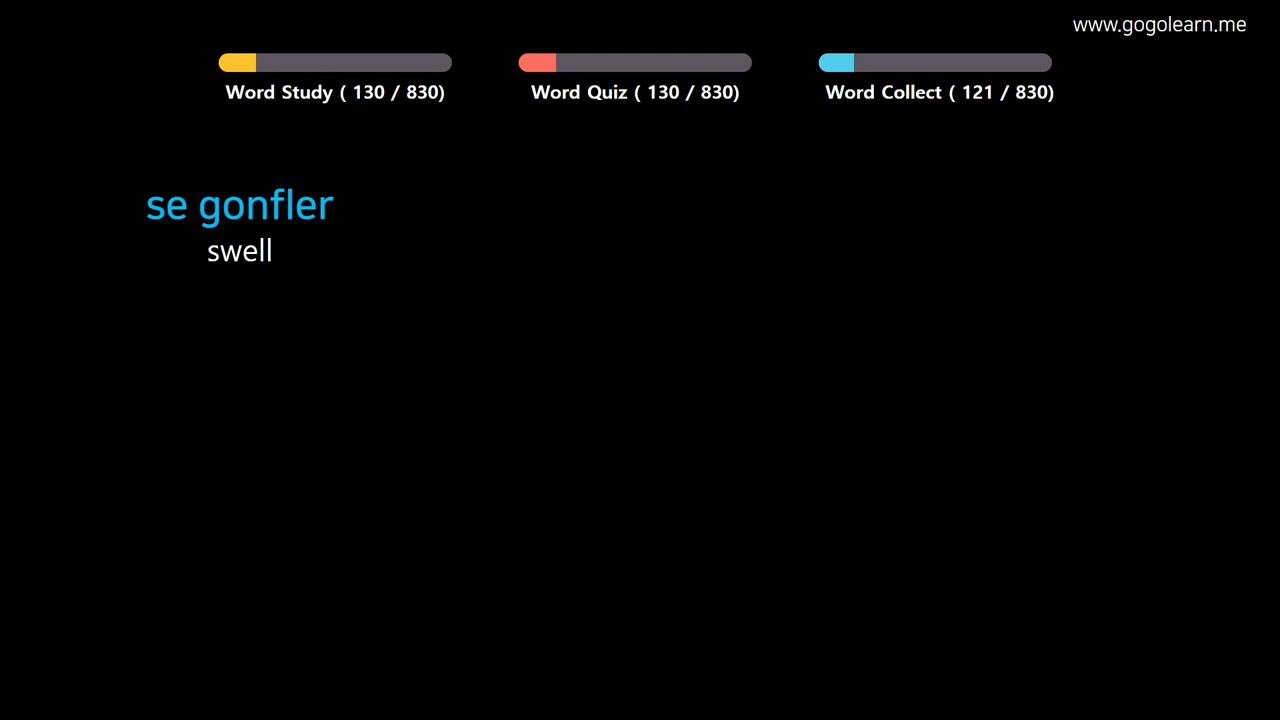 www.gogolearn.me
Word Study ( 130 / 830)
Word Quiz ( 130 / 830)
Word Collect ( 121 / 830)
se gonfler
swell